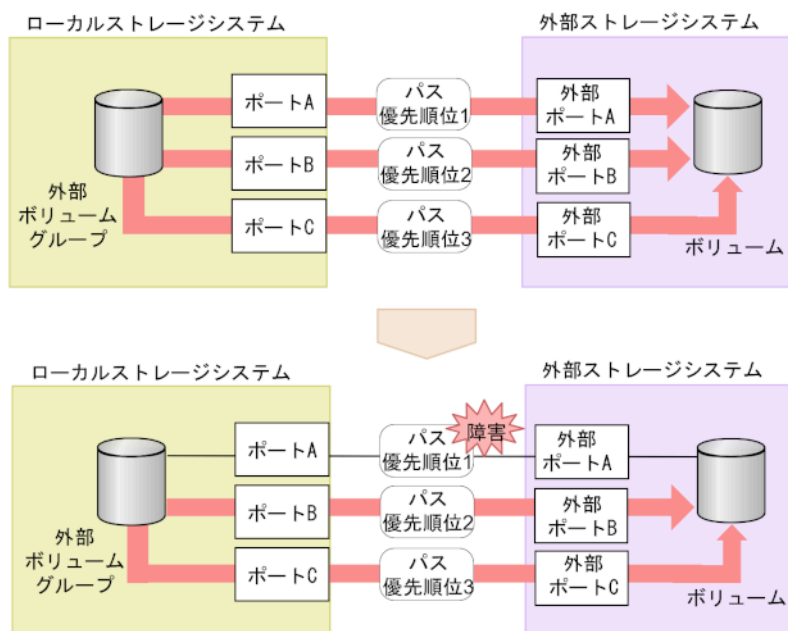 ローカルストレージシステム
外部ストレージシステム
ポートA
パス
優先順位1
外部
ポートA
ポートB
パス
優先順位2
外部
ポートB
外部
ボリューム
グループ
ポートC
パス
優先順位3
外部
ポートC
ボリューム
ローカルストレージシステム
外部ストレージシステム
障害
ポートA
パス
優先順位1
外部
ポートA
ポートB
パス
優先順位2
外部
ポートB
外部
ボリューム
グループ
ポートC
パス
優先順位3
外部
ポートC
ボリューム